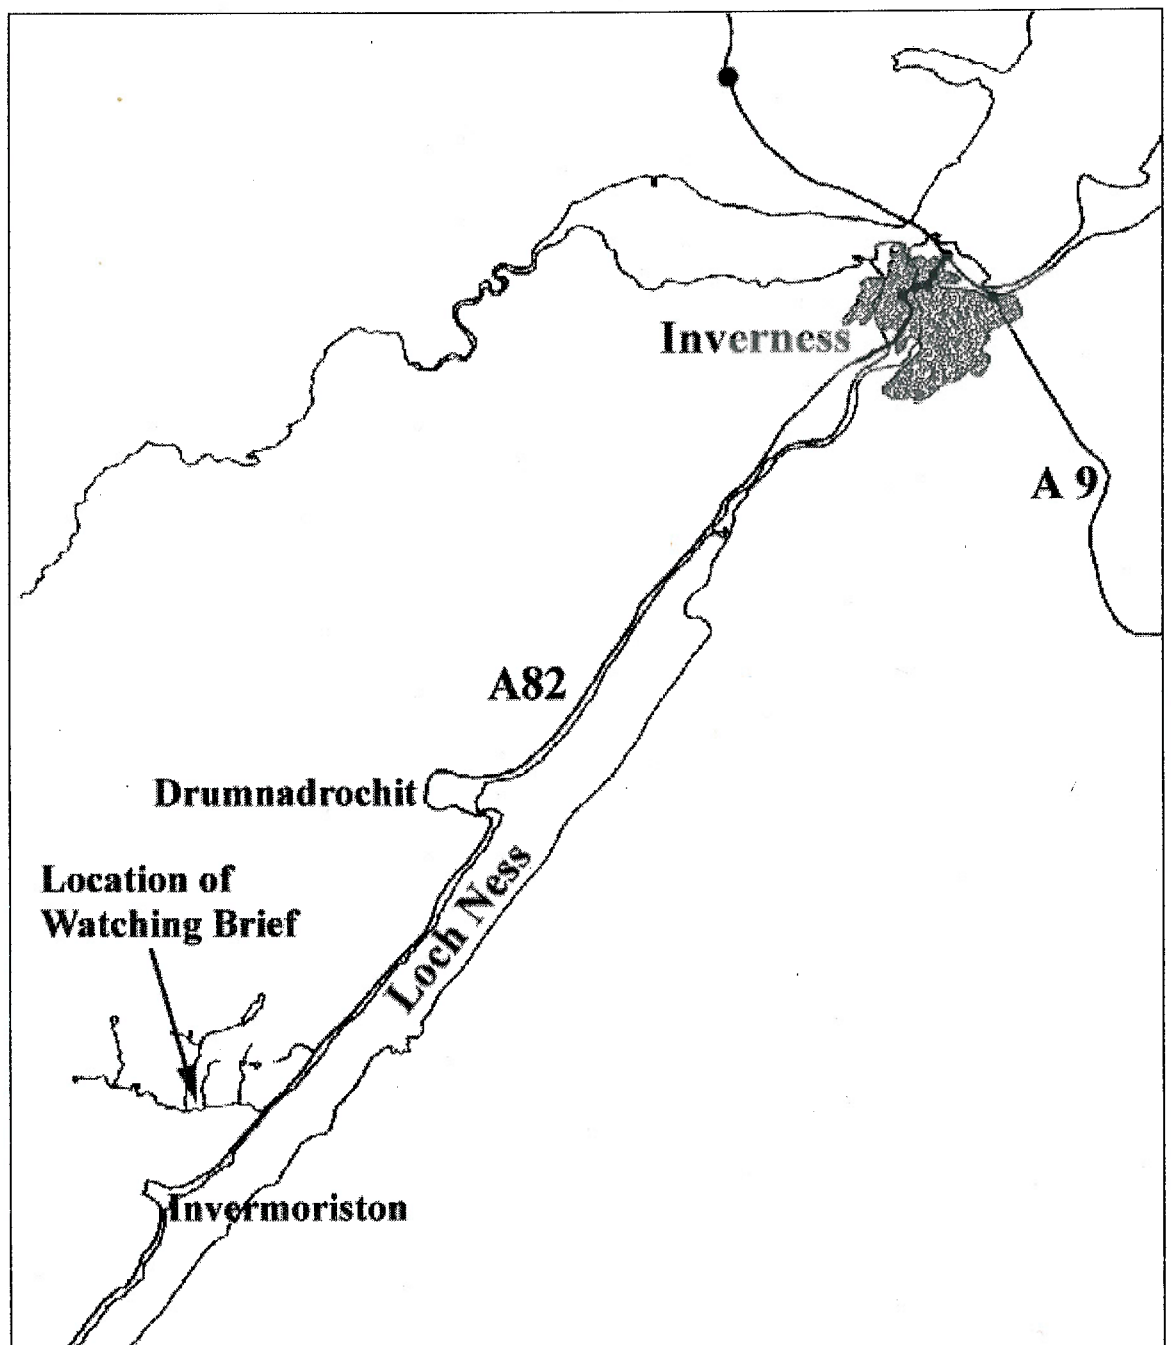 Inverness
A 9
A82
Drumnadrochit
Location of
Watching Brief
Loch Ness
Invermoriston